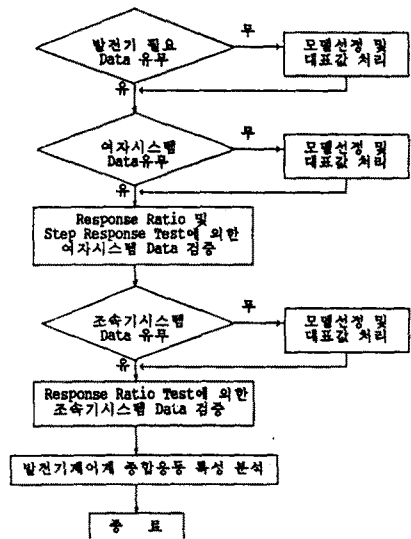 발전기 필요
Data 유무
무
모델선정 및
대표값 처리
유
여자시스템
Data유무
무
모델선정 및
대표값 처리
유
Response Ratio 및
Step Response Test에 의한
여자시스템 Data 검증
조속기시스템
Data 유무
무
모델선정 및
대표값 처리
유
Response Ratio Test에 의한
조속기시스템 Data 검증
발전기제어계 종합응동 특성 분석
종 료